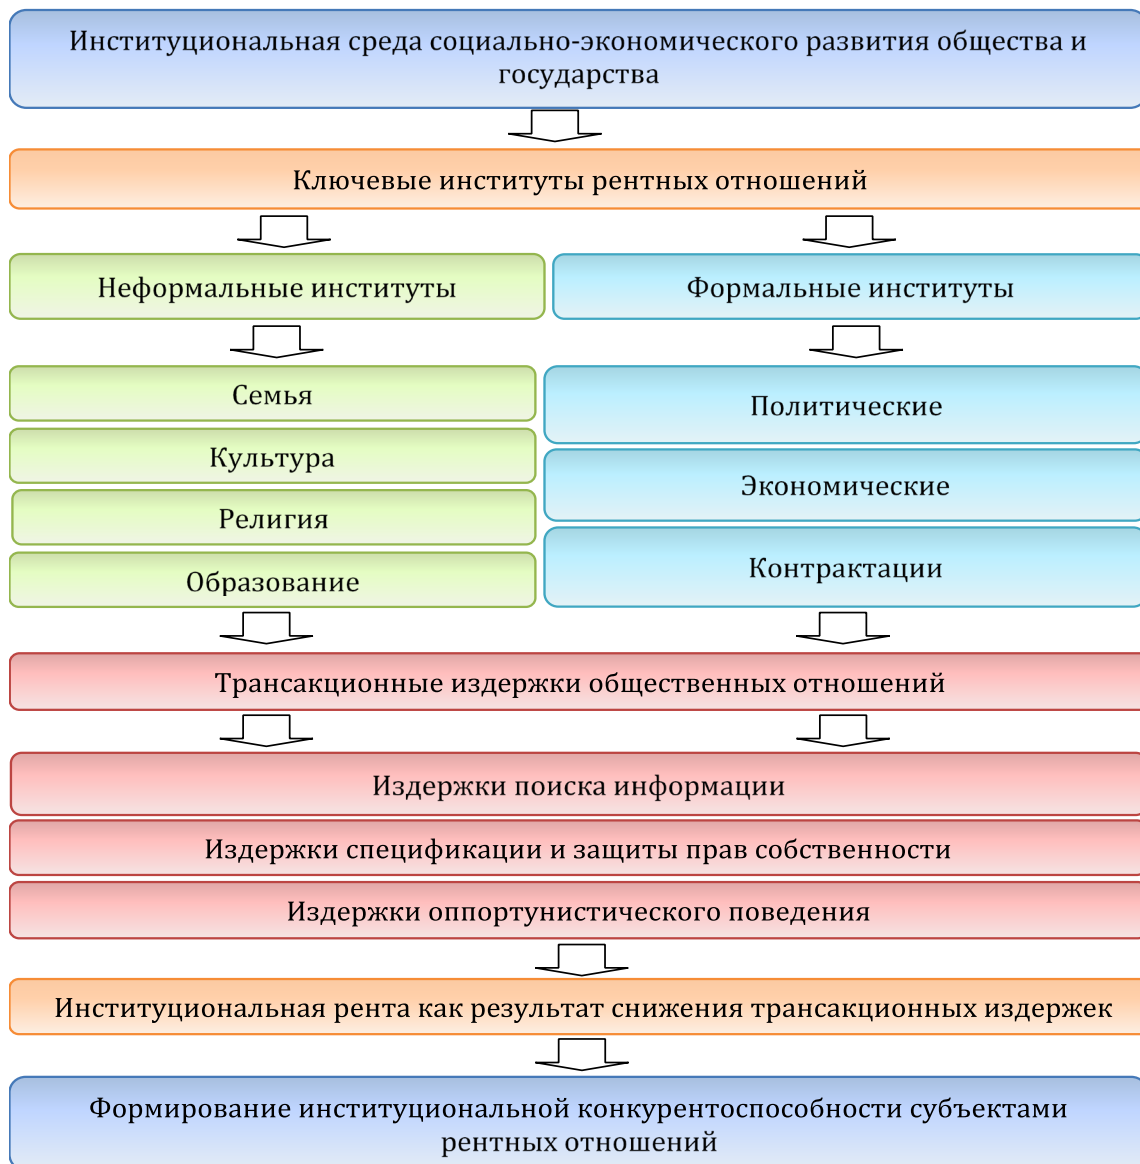 Институциональная среда социально-экономического развития общества и
государства
Ключевые институты рентных отношений
Неформальные институты
Формальные институты
Семья
Культура
Религия
Образование
Политические
Экономические
Контрактации
Трансакционные издержки общественных отношений
Издержки поиска информации
Издержки спецификации и защиты прав собственности
Издержки оппортунистического поведения
Институциональная рента как результат снижения трансакционных издержек
Формирование институциональной конкурентоспособности субъектами
рентных отношений